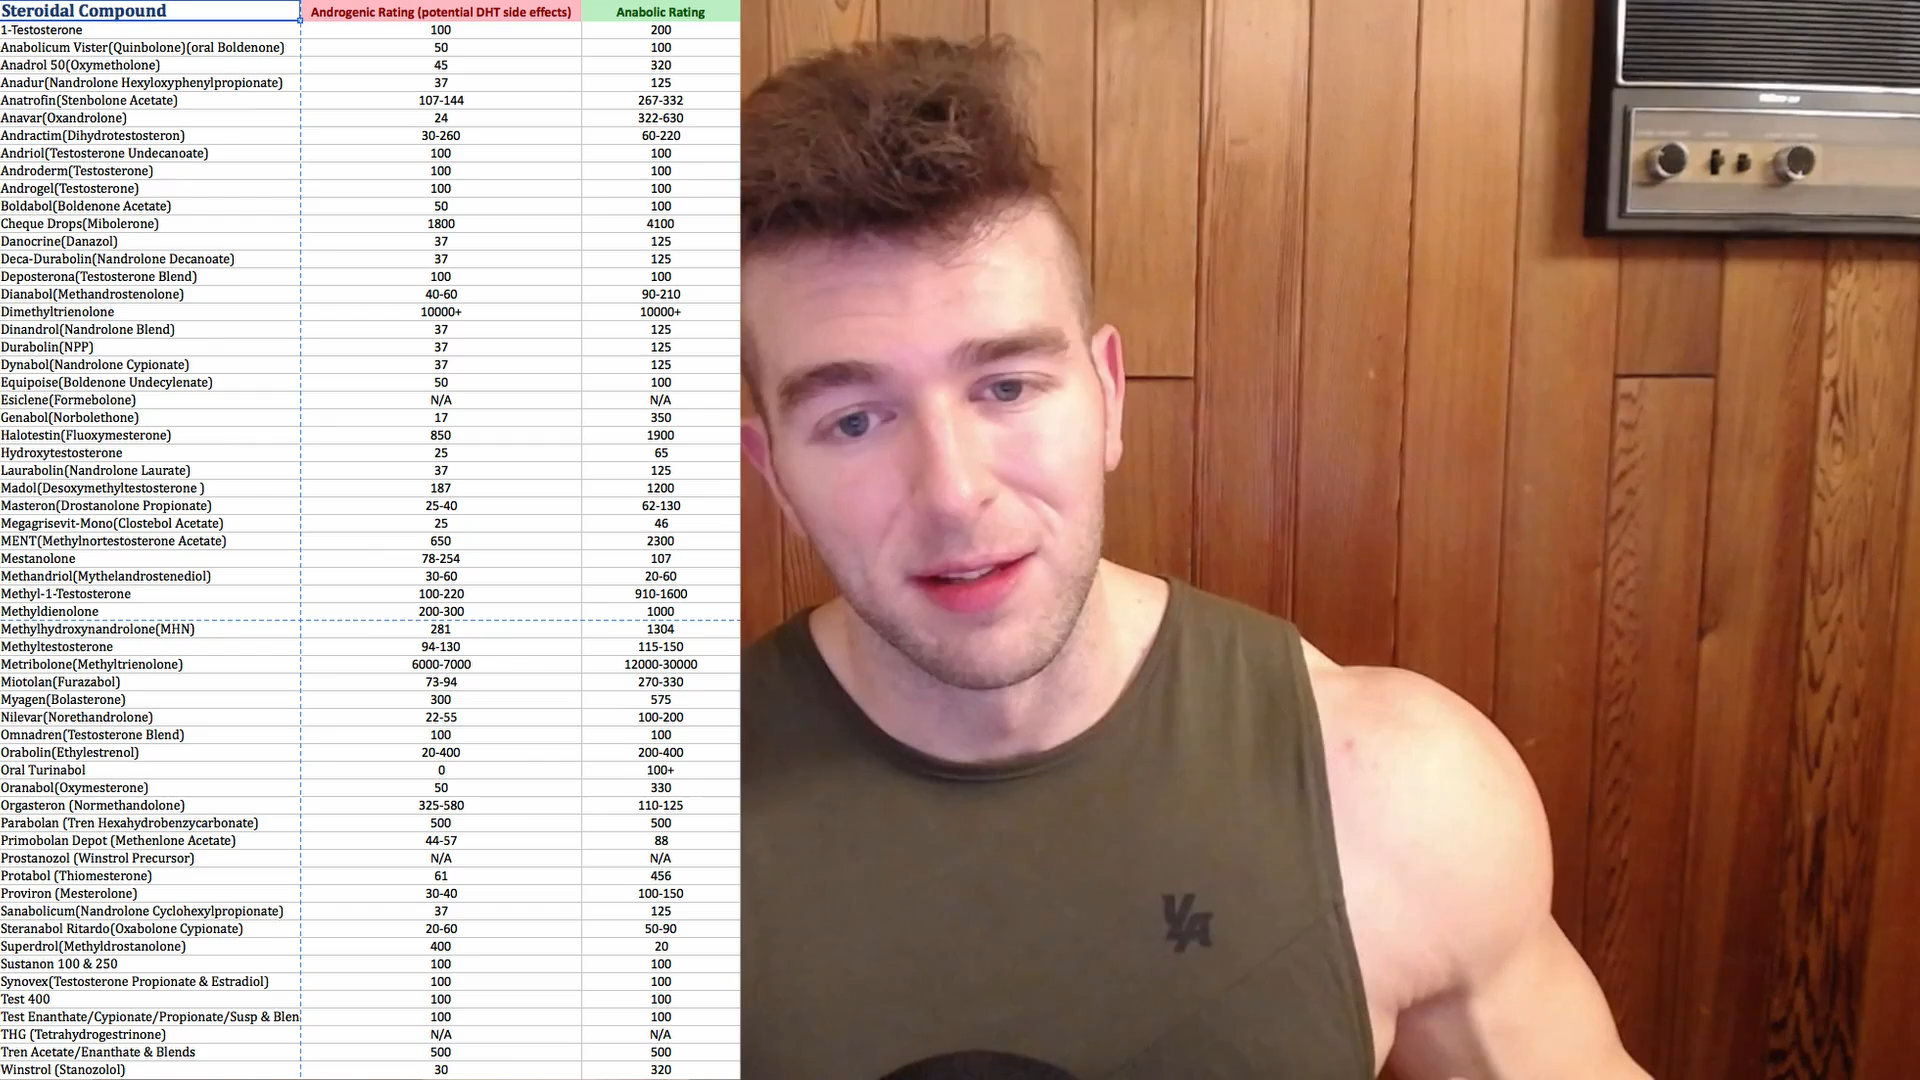 Steroidal Compound Androgenic Rating (potential DHT side effects) Anabolic Rating
1-Testosterone 100 200
Anabolicum Vister(Quinbolone)(oral Boldenone) 50 100
Anadrol 50(Oxymetholone) 45 320
Anadur(Nandrolone Hexyloxyphenylpropionate) 37 125
Anatrofin(Stenbolone Acetate) 107-144 267-332
Anavar(Oxandrolone) 24 322-630
Andractim(Dihydrotestosteron) 30-260 60-220
Andriol(Testosterone Undecanoate) 100 100
Androderm(Testosterone) 100 100
Androgel(Testosterone) 100 100
Boldabol(Boldenone Acetate) 50 100
Cheque Drops(Mibolerone) 1800 4100
Danocrine(Danazol) 37 125
Deca-Durabolin(Nandrolone Decanoate) 37 125
Deposterona(Testosterone Blend) 100 100
Dianabol(Methandrostenolone) 40-60 90-210
Dimethyltrienolone 10000+ 10000+
Dinandrol(Nandrolone Blend) 37 125
Durabolin(NPP) 37 125
Dynabol(Nandrolone Cypionate) 37 125
Equipoise(Boldenone Undecylenate) 50 100
Esiclene(Formebolone) N/A N/A
Genabol(Norbolethone) 17 350
Halotestin(Fluoxymesterone) 850 1900
Hydroxytestosterone 25 65
Laurabolin(Nandrolone Laurate) 37 125
Madol(Desoxymethyltestosterone ) 187 1200
Masteron(Drostanolone Propionate) 25-40 62-130
Megagrisevit-Mono(Clostebol Acetate) 25 46
MENT(Methylnortestosterone Acetate) 650 2300
Mestanolone 78-254 107
Methandriol(Mythelandrostenediol) 30-60 20-60
Methyl-1-Testosterone 100-220 910-1600
Methyldienolone 200-300 1000
Methylhydroxynandrolone(MHN) 281 1304
Methyltestosterone 94-130 115-150
Metribolone(Methyltrienolone) 6000-7000 12000-30000
Miotolan(Furazabol) 73-94 270-330
Myagen(Bolasterone) 300 575
Nilevar(Norethandrolone) 22-55 100-200
Omnadren(Testosterone Blend) 100 100
Orabolin(Ethylestrenol) 20-400 200-400
Oral Turinabol 0 100+
Oranabol(Oxymesterone) 50 330
Orgasteron (Normethandolone) 325-580 110-125
Parabolan (Tren Hexahydrobenzycarbonate) 500 500
Primobolan Depot (Methenlone Acetate) 44-57 88
Prostanozol (Winstrol Precursor) N/A N/A
Protabol (Thiomesterone) 61 456
Proviron (Mesterolone) 30-40 100-150
Sanabolicum(Nandrolone Cyclohexylpropionate) 37 125
Steranabol Ritardo(Oxabolone Cypionate) 20-60 50-90
Superdrol(Methyldrostanolone) 400 20
Sustanon 100 & 250 100 100
Synovex(Testosterone Propionate & Estradiol) 100 100
Test 400 100 100
Test Enanthate/Cypionate/Propionate/Susp & Blen 100 100
THG (Tetrahydrogestrinone) N/A N/A
Tren Acetate/Enanthate & Blends 500 500
Winstrol (Stanozolol) 30 320
YA